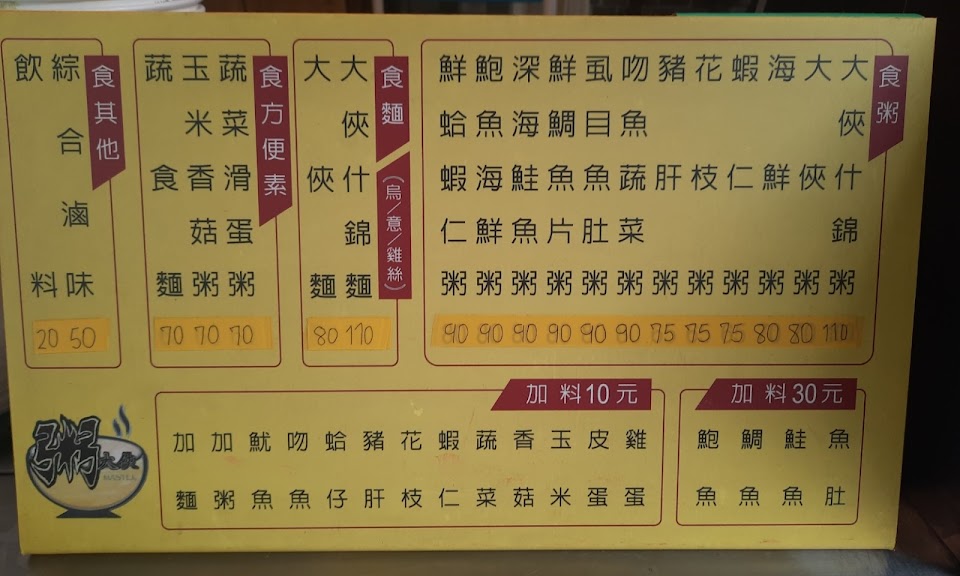 食粥
大俠什錦粥 110
大俠粥 80
海鮮粥 80
蝦仁粥 75
花枝粥 75
豬肝粥 75
吻魚蔬菜粥 90
虱目魚肚粥 90
鮮鯛魚片粥 90
深海鮭魚粥 90
鮑魚海鮮粥 90
鮮蛤蝦仁粥 90
食麵
(烏/意/雞絲)
大俠什錦麵 110
大俠麵 80
食方便素
蔬菜滑蛋粥 70
玉米香菇粥 70
蔬食麵 70
食其他
綜合滷味 50
飲料 20
加料30元
魚肚
鮭魚
鯛魚
鮑魚
加料10元
雞蛋
皮蛋
玉米
香菇
蔬菜
蝦仁
花枝
豬肝
蛤仔
吻魚
魷魚
加粥
加麵
粥